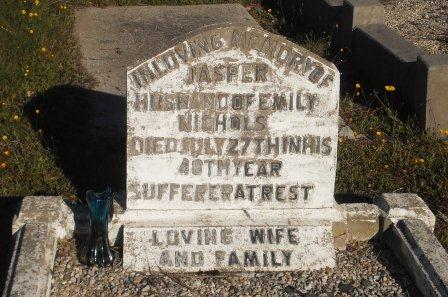 IN LOVING MEMORY OF
JASPER
HUSBAND OF EMILY
NICHOLS
DIED JULY 27TH IN HIS
40TH YEAR
SUFFERER AT REST
LOVING WIFE
AND FAMILY